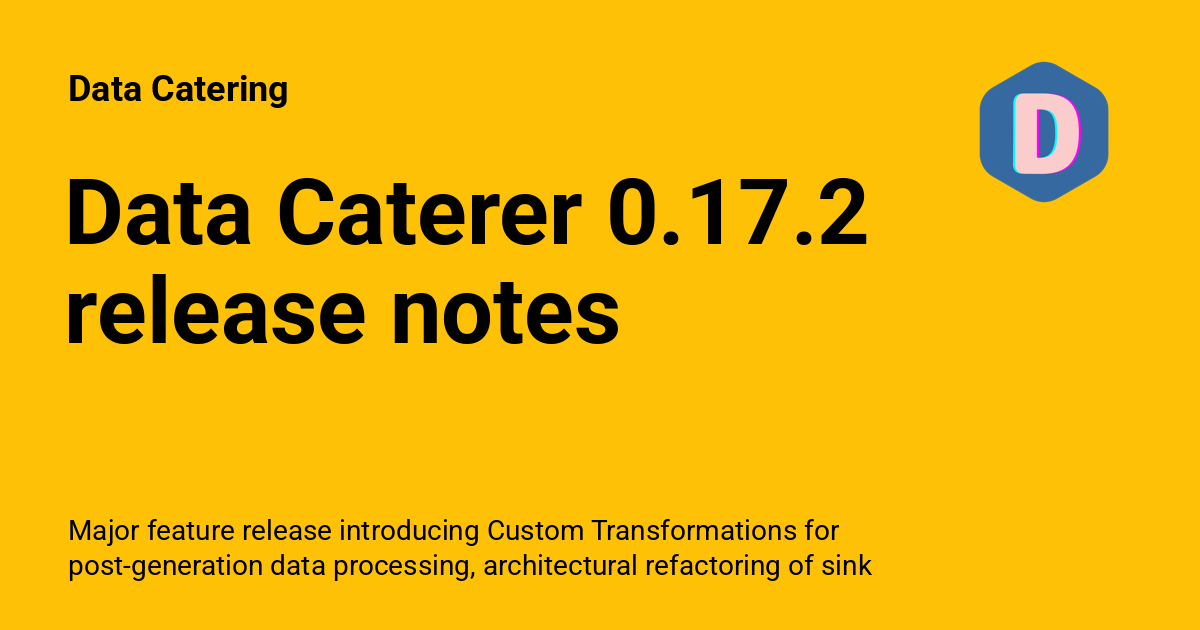 Data Catering
D
Data Caterer 0.17.2
release notes
Major feature release introducing Custom Transformations for
post-generation data processing, architectural refactoring of sink